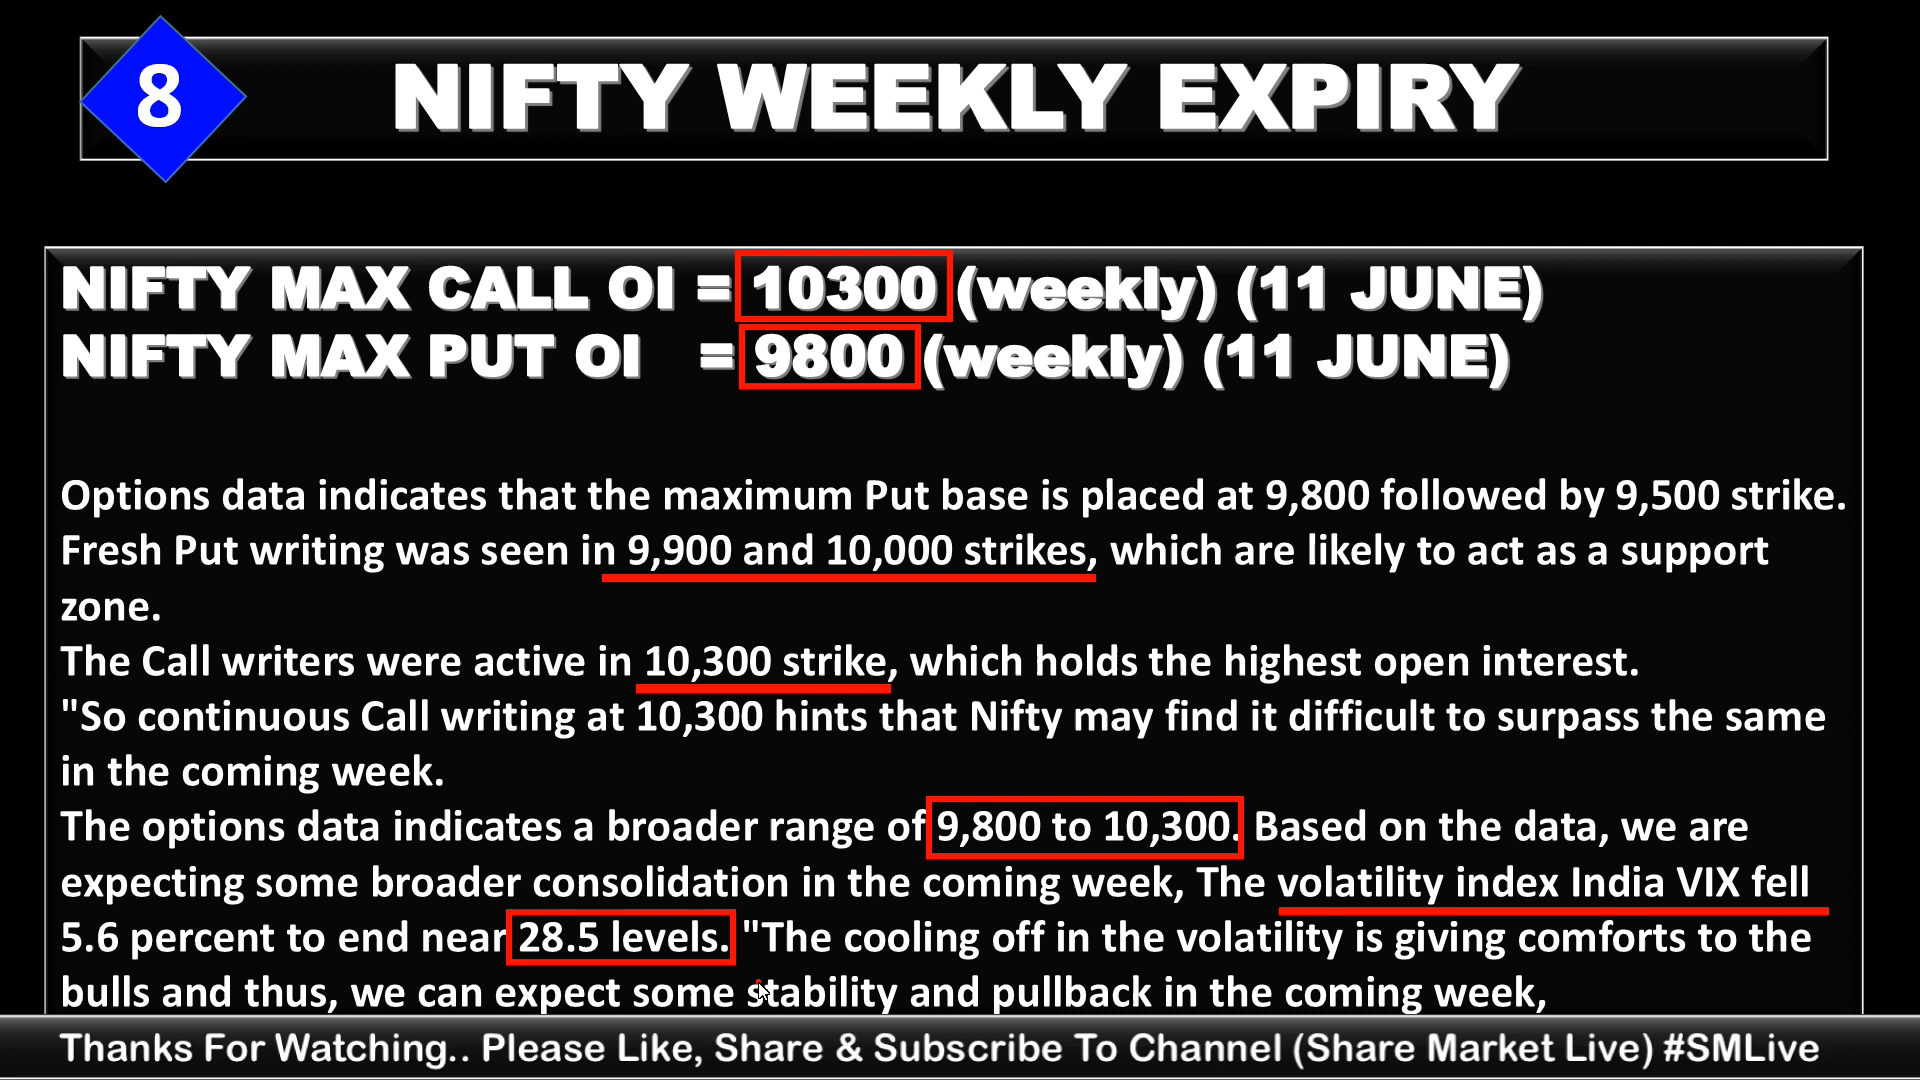 8
NIFTY WEEKLY EXPIRY
NIFTY MAX CALL OI = 10300 (weekly) (11 JUNE)
NIFTY MAX PUT OI = 9800 (weekly) (11 JUNE)
Options data indicates that the maximum Put base is placed at 9,800 followed by 9,500 strike.
Fresh Put writing was seen in 9,900 and 10,000 strikes, which are likely to act as a support
zone.
The Call writers were active in 10,300 strike, which holds the highest open interest.
"So continuous Call writing at 10,300 hints that Nifty may find it difficult to surpass the same
in the coming week.
The options data indicates a broader range of 9,800 to 10,300. Based on the data, we are
expecting some broader consolidation in the coming week, The volatility index India VIX fell
5.6 percent to end near 28.5 levels. "The cooling off in the volatility is giving comforts to the
bulls and thus, we can expect some stability and pullback in the coming week,
Thanks For Watching.. Please Like, Share & Subscribe To Channel (Share Market Live) #SMLive